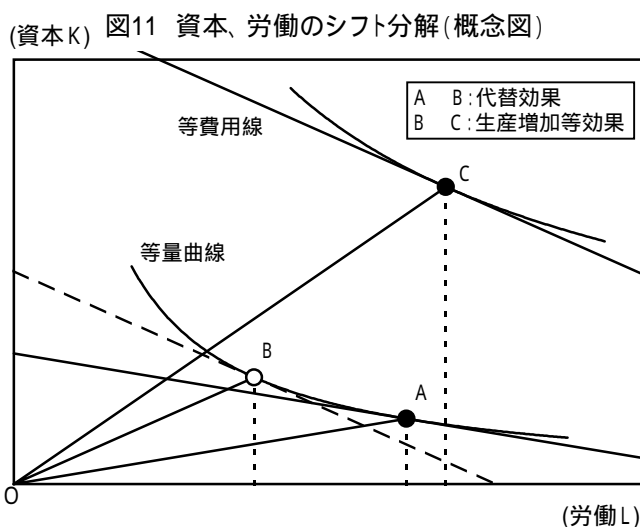 図11 資本、労働のシフト分解(概念図)
(資本K)
A B:代替効果
B C:生産増加等効果
等費用線
C
等量曲線
B
A
O
(労働L)